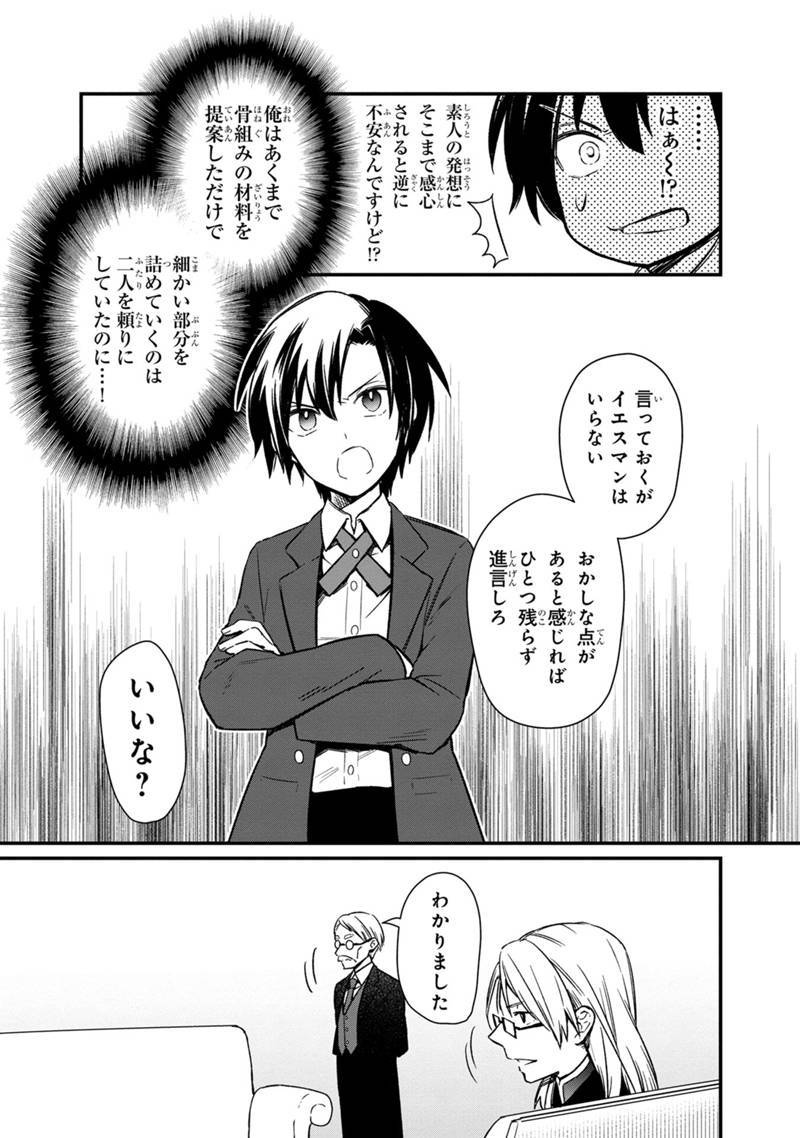 ……
はぁ〜!?
素人の発想に
そこまで感心
されると逆に
不安なんですけど!?
俺はあくまで
骨組みの材料を
提案しただけで
細かい部分を
詰めていくのは
二人を頼りに
していたのに…!
言っておくが
イエスマンは
いらない
おかしな点が
あると感じれば
ひとつ残らず
進言しろ
いいな?
わかりました